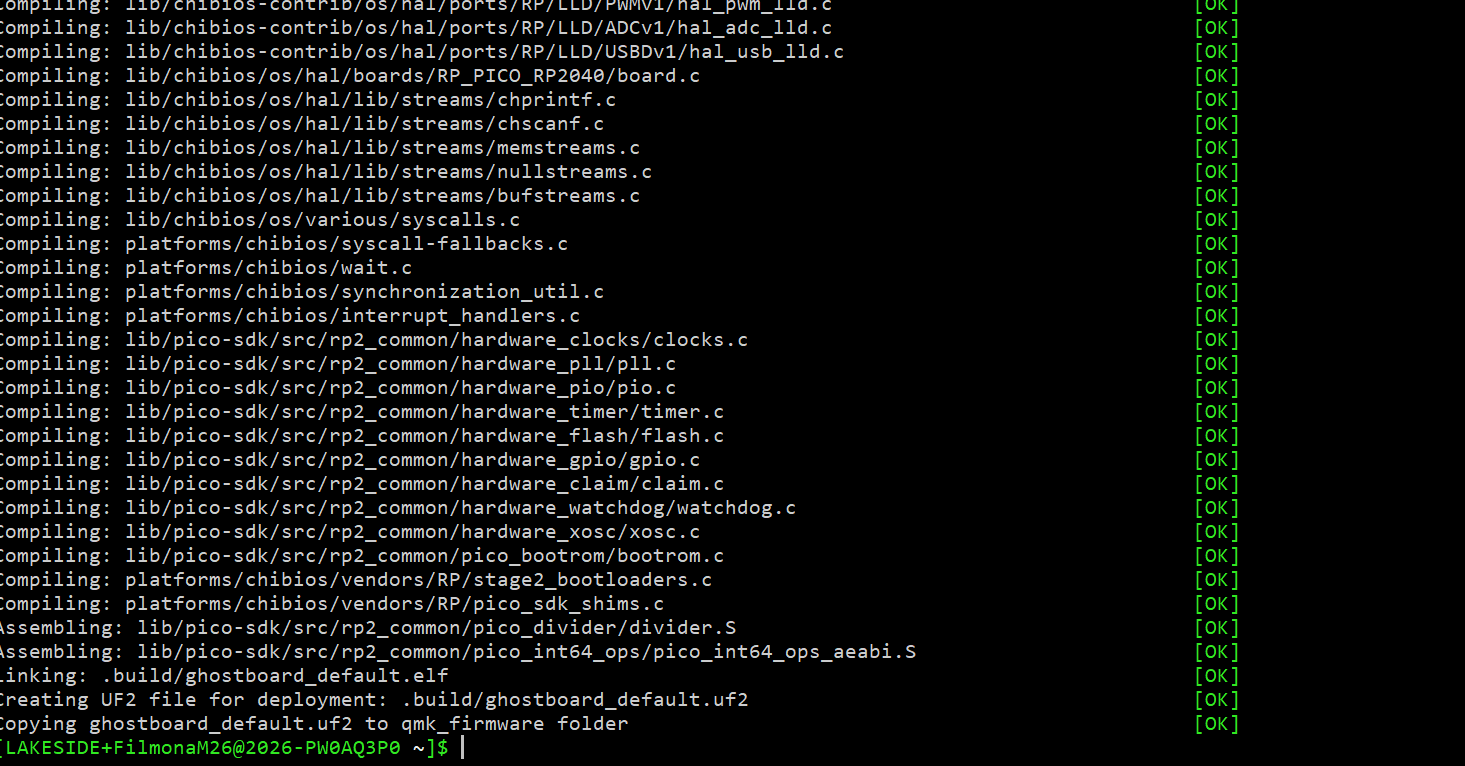 Compiling: lib/chibios-contrib/os/hal/ports/RP/LLD/PWMv1/hal_pwm_lld.c [OK]
Compiling: lib/chibios-contrib/os/hal/ports/RP/LLD/ADCv1/hal_adc_lld.c [OK]
Compiling: lib/chibios-contrib/os/hal/ports/RP/LLD/USBDv1/hal_usb_lld.c [OK]
Compiling: lib/chibios/os/hal/boards/RP_PICO_RP2040/board.c [OK]
Compiling: lib/chibios/os/hal/lib/streams/chprintf.c [OK]
Compiling: lib/chibios/os/hal/lib/streams/chscanf.c [OK]
Compiling: lib/chibios/os/hal/lib/streams/memstreams.c [OK]
Compiling: lib/chibios/os/hal/lib/streams/nullstreams.c [OK]
Compiling: lib/chibios/os/hal/lib/streams/bufstreams.c [OK]
Compiling: lib/chibios/os/various/syscalls.c [OK]
Compiling: platforms/chibios/syscall-fallbacks.c [OK]
Compiling: platforms/chibios/wait.c [OK]
Compiling: platforms/chibios/synchronization_util.c [OK]
Compiling: platforms/chibios/interrupt_handlers.c [OK]
Compiling: lib/pico-sdk/src/rp2_common/hardware_clocks/clocks.c [OK]
Compiling: lib/pico-sdk/src/rp2_common/hardware_pll/pll.c [OK]
Compiling: lib/pico-sdk/src/rp2_common/hardware_pio/pio.c [OK]
Compiling: lib/pico-sdk/src/rp2_common/hardware_timer/timer.c [OK]
Compiling: lib/pico-sdk/src/rp2_common/hardware_flash/flash.c [OK]
Compiling: lib/pico-sdk/src/rp2_common/hardware_gpio/gpio.c [OK]
Compiling: lib/pico-sdk/src/rp2_common/hardware_claim/claim.c [OK]
Compiling: lib/pico-sdk/src/rp2_common/hardware_watchdog/watchdog.c [OK]
Compiling: lib/pico-sdk/src/rp2_common/hardware_xosc/xosc.c [OK]
Compiling: lib/pico-sdk/src/rp2_common/pico_bootrom/bootrom.c [OK]
Compiling: platforms/chibios/vendors/RP/stage2_bootloaders.c [OK]
Compiling: platforms/chibios/vendors/RP/pico_sdk_shims.c [OK]
Assembling: lib/pico-sdk/src/rp2_common/pico_divider/divider.S [OK]
Assembling: lib/pico-sdk/src/rp2_common/pico_int64_ops/pico_int64_ops_aeabi.S [OK]
Linking: .build/ghostboard_default.elf [OK]
Creating UF2 file for deployment: .build/ghostboard_default.uf2 [OK]
Copying ghostboard_default.uf2 to qmk_firmware folder [OK]
[LAKESIDE+FilmonaM26@2026-PW0AQ3P0 ~]$